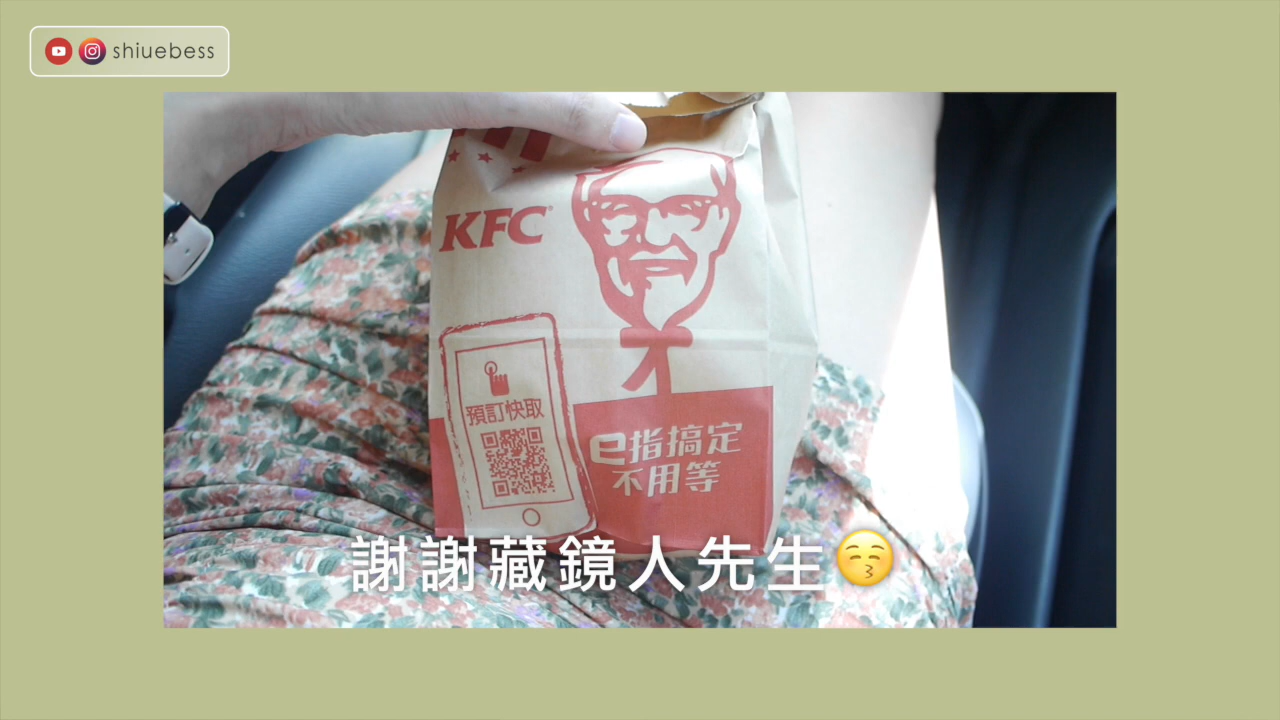 shiuebess
KFC
預訂快取
e指搞定
不用等
謝謝藏鏡人先生😚